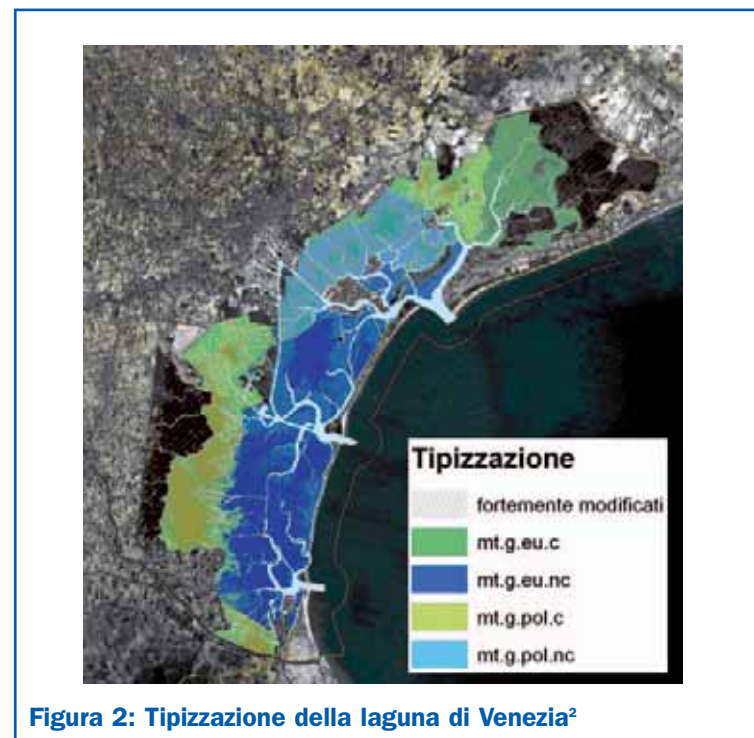 Tipizzazione
fortemente modificati
mt.g.eu.c
mt.g.eu.nc
mt.g.pol.c
mt.g.pol.nc
Figura 2: Tipizzazione della laguna di Venezia²